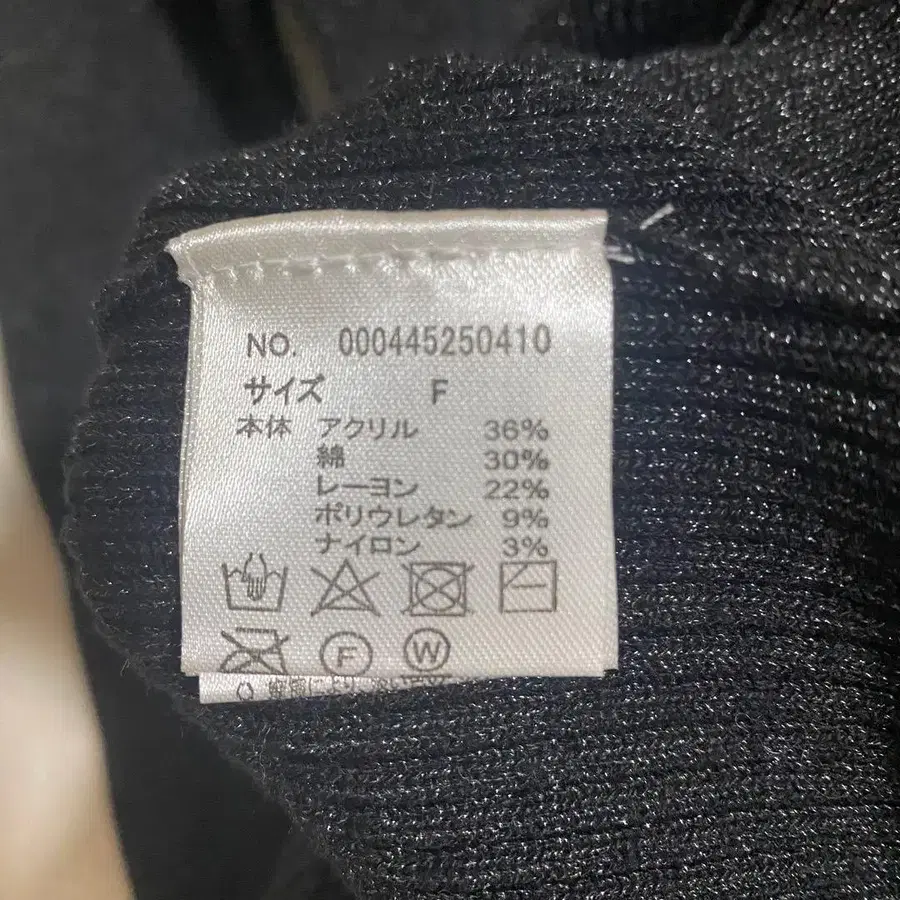 NO. 000445250410
サイズ F
本体 アクリル 36%
綿 30%
レーヨン 22%
ポリウレタン 9%
ナイロン 3%
F W